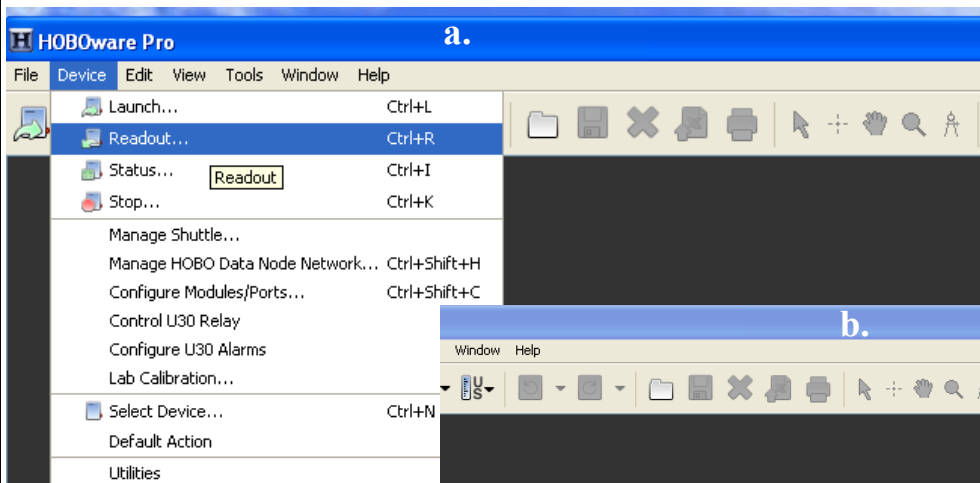 HOBOware Pro
a.
File Device Edit View Tools Window Help
Launch... Ctrl+L
Readout... Ctrl+R
Status... Ctrl+I
Readout
Stop... Ctrl+K
Manage Shuttle...
Manage HOBO Data Node Network... Ctrl+Shift+H
Configure Modules/Ports... Ctrl+Shift+C
Control U30 Relay
Configure U30 Alarms
Lab Calibration...
Select Device... Ctrl+N
Default Action
Utilities
b.
Window Help
US